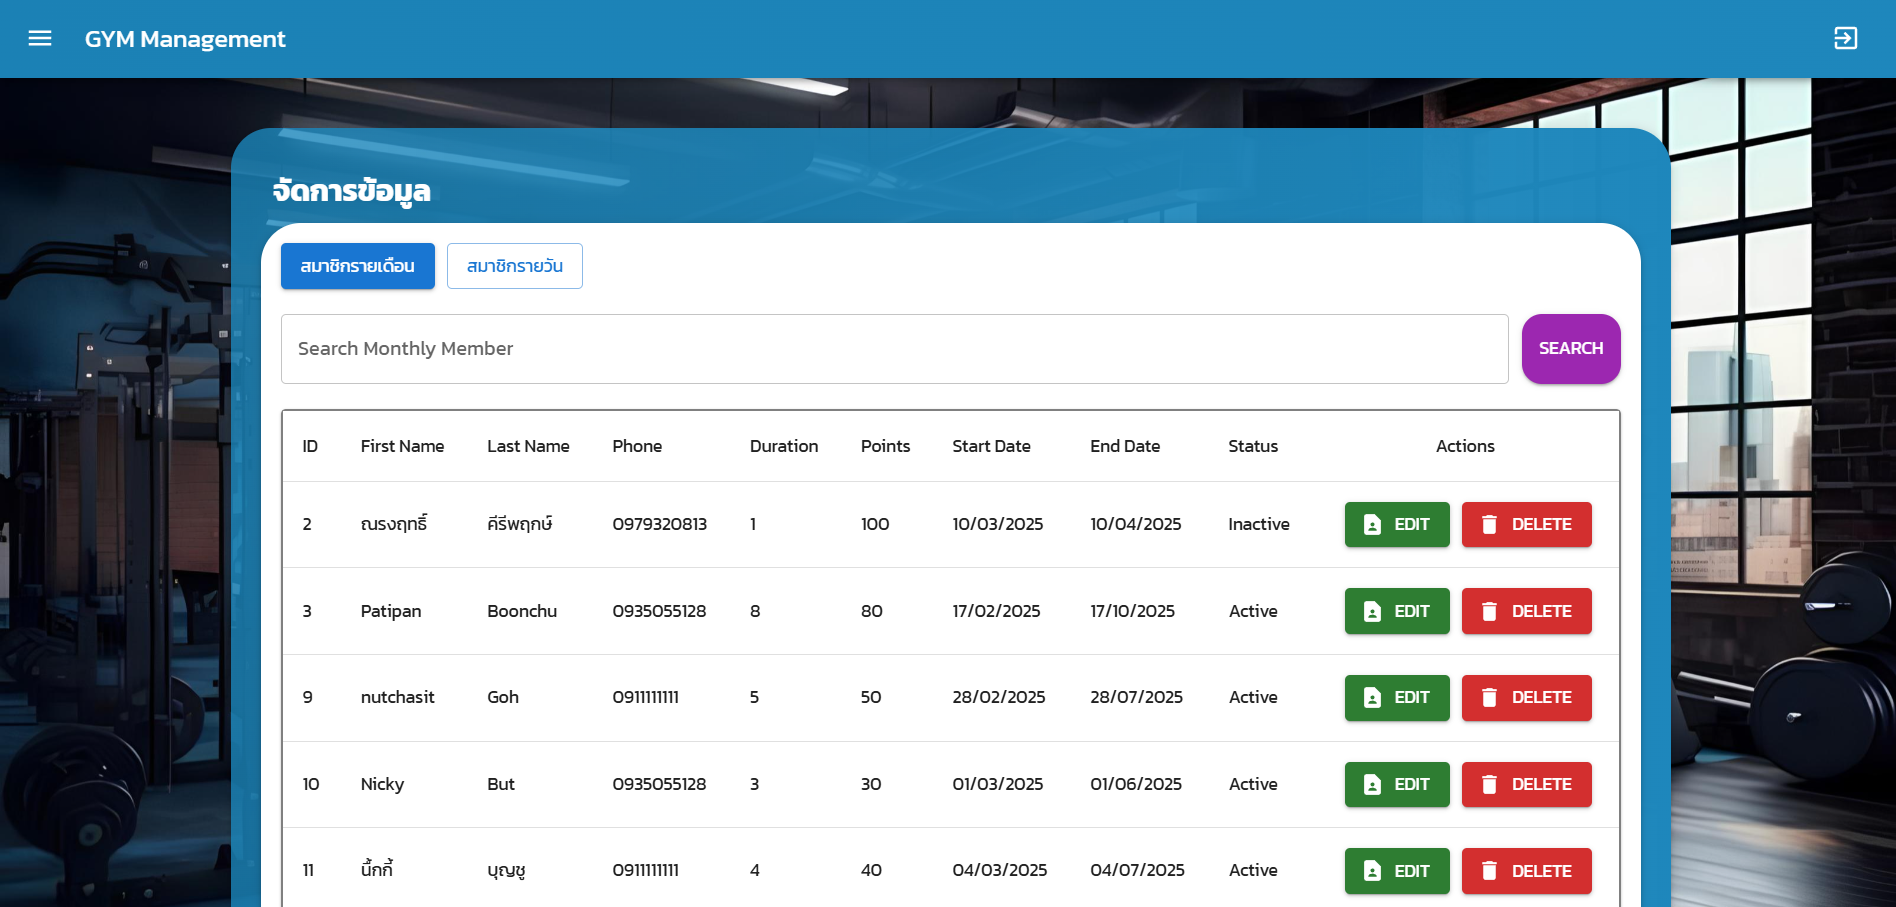 GYM Management
จัดการข้อมูล
สมาชิกรายเดือน สมาชิกรายวัน
Search Monthly Member SEARCH
ID First Name Last Name Phone Duration Points Start Date End Date Status Actions
2 ณรงฤทธิ์ คีรีพฤกษ์ 0979320813 1 100 10/03/2025 10/04/2025 Inactive EDIT DELETE
3 Patipan Boonchu 0935055128 8 80 17/02/2025 17/10/2025 Active EDIT DELETE
9 nutchasit Goh 0911111111 5 50 28/02/2025 28/07/2025 Active EDIT DELETE
10 Nicky But 0935055128 3 30 01/03/2025 01/06/2025 Active EDIT DELETE
11 นิ้กกี้ บุญชู 0911111111 4 40 04/03/2025 04/07/2025 Active EDIT DELETE